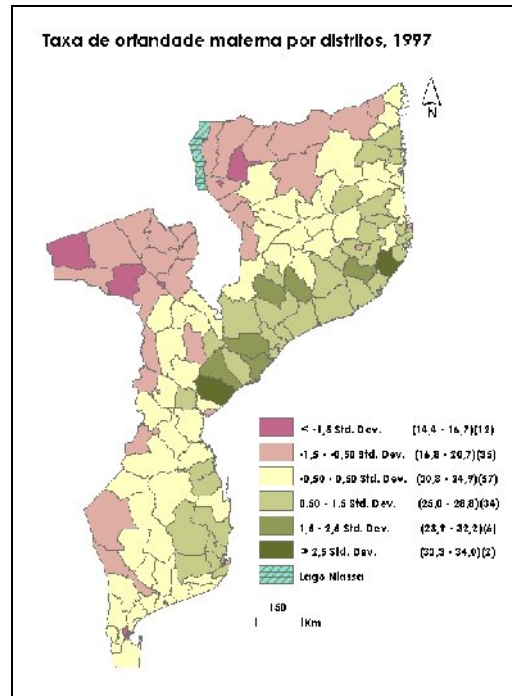 Taxa de orfandade materna por distritos, 1997
N
< -1,5 Std. Dev. (14,4 - 16,7)(12)
-1,5 - -0,50 Std. Dev. (16,8 - 20,7)(35)
-0,50 - 0,50 Std. Dev. (20,8 - 24,9)(57)
0.50 - 1.5 Std. Dev. (25,0 - 28,8)(34)
1,5 - 2,5 Std. Dev. (28,9 - 32,2)(6)
> 2,5 Std. Dev. (33,3 - 34,0)(2)
Lago Niassa
150
Km